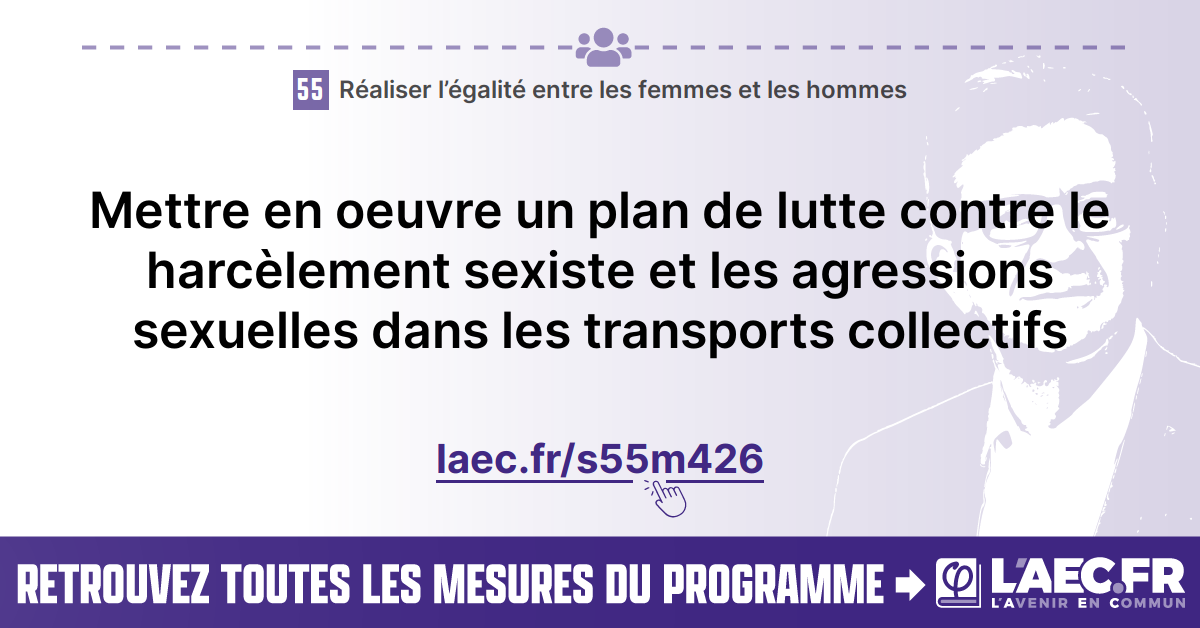 55 Réaliser l’égalité entre les femmes et les hommes
Mettre en oeuvre un plan de lutte contre le
harcèlement sexiste et les agressions
sexuelles dans les transports collectifs
laec.fr/s55m426
RETROUVEZ TOUTES LES MESURES DU PROGRAMME
φ L'AEC.FR
L'AVENIR EN COMMUN